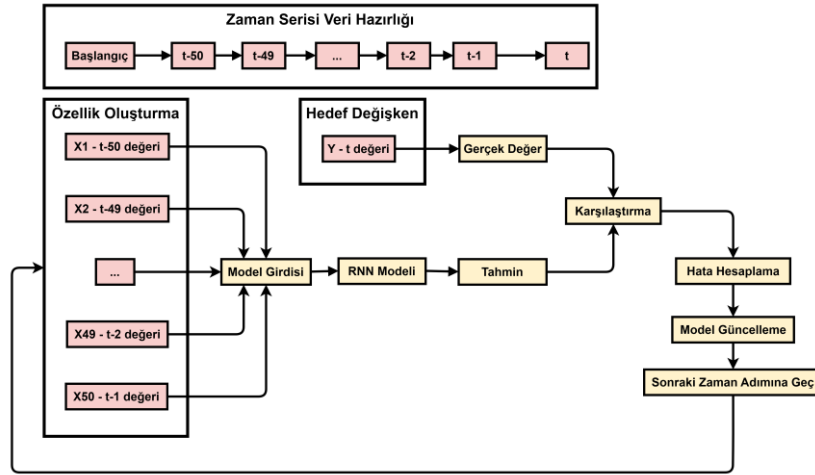 Zaman Serisi Veri Hazırlığı
Başlangıç
t-50
t-49
...
t-2
t-1
t
Özellik Oluşturma
X1 - t-50 değeri
X2 - t-49 değeri
...
X49 - t-2 değeri
X50 - t-1 değeri
Hedef Değişken
Y - t değeri
Gerçek Değer
Karşılaştırma
Model Girdisi
RNN Modeli
Tahmin
Hata Hesaplama
Model Güncelleme
Sonraki Zaman Adımına Geç